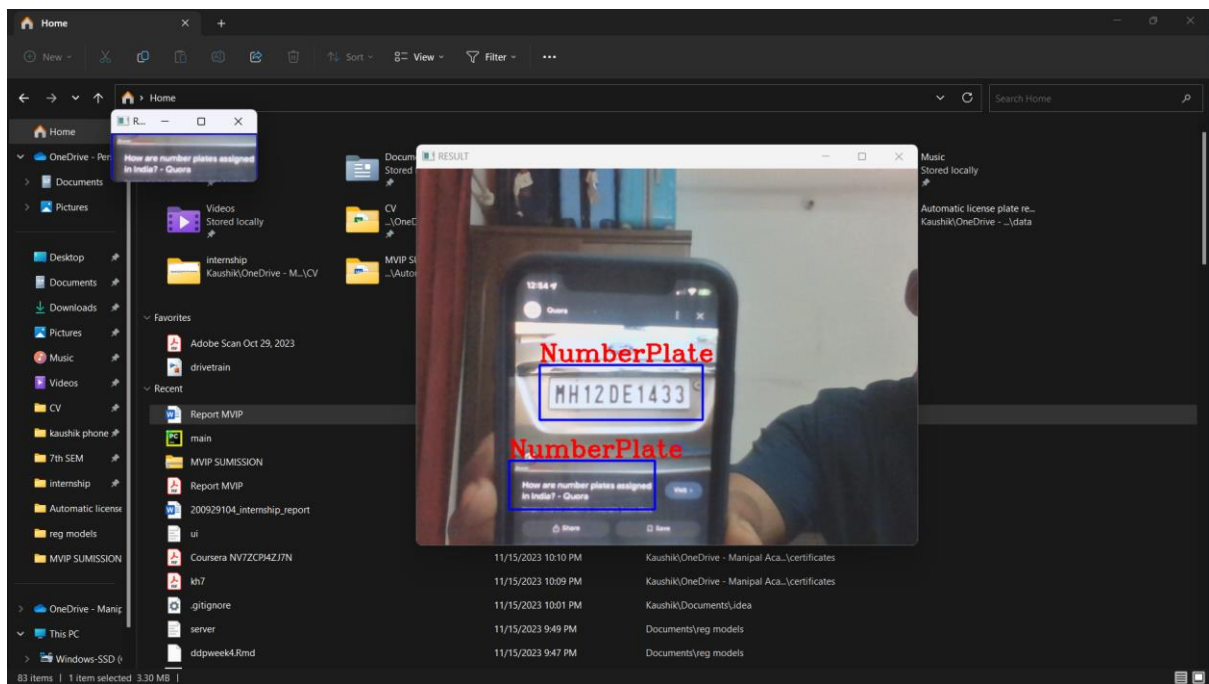 Home
New
Sort
View
Filter
Home
Search Home
R...
How are number plates assigned
in India? - Quora
Home
OneDrive - Per
Documents
Pictures
Desktop
Documents
Downloads
Pictures
Music
Videos
CV
kaushik phone
7th SEM
internship
Automatic license
reg models
MVIP SUMISSION
OneDrive - Manip
This PC
Windows-SSD (
Docum
Stored
Music
Stored locally
Videos
Stored locally
CV
..\OneD
Automatic license plate re...
Kaushik\OneDrive - ...\data
internship
Kaushik\OneDrive - M...\CV
MVIP S
..\Auto
Favorites
Adobe Scan Oct 29, 2023
drivetrain
Recent
Report MVIP
main
MVIP SUMISSION
Report MVIP
200929104_internship_report
ui
Coursera NV7ZCPJ4ZJ7N 11/15/2023 10:10 PM Kaushik\OneDrive - Manipal Aca...\certificates
kh7 11/15/2023 10:09 PM Kaushik\OneDrive - Manipal Aca...\certificates
.gitignore 11/15/2023 10:01 PM Kaushik\Documents\.idea
server 11/15/2023 9:49 PM Documents\reg models
ddpweek4.Rmd 11/15/2023 9:47 PM Documents\reg models
RESULT
12:54
Quora
NumberPlate
MH12DE1433
NumberPlate
How are number plates assigned
in India? - Quora
Visit >
Share
Save
83 items | 1 item selected 3.30 MB |